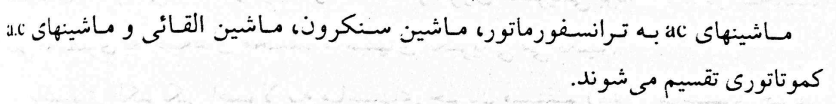 ماشینهای ac به ترانسفورماتور، ماشین سنکرون، ماشین القائی و ماشینهای a.c
کموتاتوری تقسیم می‌شوند.